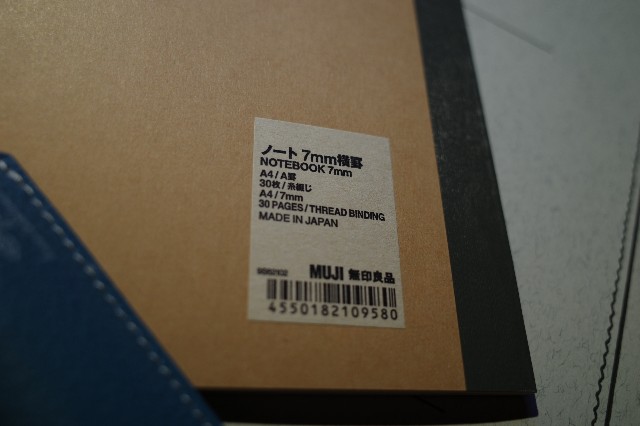 ノート 7mm横罫
NOTEBOOK 7mm
A4 / A罫
30枚 / 糸綴じ
A4 / 7mm
30 PAGES / THREAD BINDING
MADE IN JAPAN
MUJI 無印良品
4550182109580